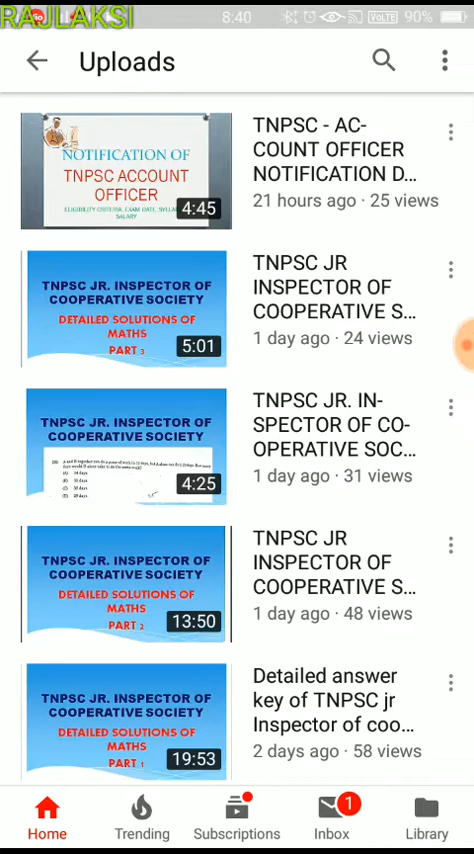 RAJLAKSI
8:40
VOLTE
90%
Uploads
NOTIFICATION OF
TNPSC ACCOUNT
OFFICER
ELIGIBILITY CRITERIA, EXAM DATE,
SALARY
4:45
TNPSC - AC-
COUNT OFFICER
NOTIFICATION D...
21 hours ago · 25 views
TNPSC JR. INSPECTOR OF
COOPERATIVE SOCIETY
DETAILED SOLUTIONS OF
MATHS
PART 3
5:01
TNPSC JR
INSPECTOR OF
COOPERATIVE S...
1 day ago · 24 views
TNPSC JR. INSPECTOR OF
COOPERATIVE SOCIETY
4:25
TNPSC JR. IN-
SPECTOR OF CO-
OPERATIVE SOC...
1 day ago · 31 views
TNPSC JR. INSPECTOR OF
COOPERATIVE SOCIETY
DETAILED SOLUTIONS OF
MATHS
PART 2
13:50
TNPSC JR
INSPECTOR OF
COOPERATIVE S...
1 day ago · 48 views
TNPSC JR. INSPECTOR OF
COOPERATIVE SOCIETY
DETAILED SOLUTIONS OF
MATHS
PART 1
19:53
Detailed answer
key of TNPSC jr
Inspector of coo...
2 days ago · 58 views
1
Home
Trending
Subscriptions
Inbox
Library